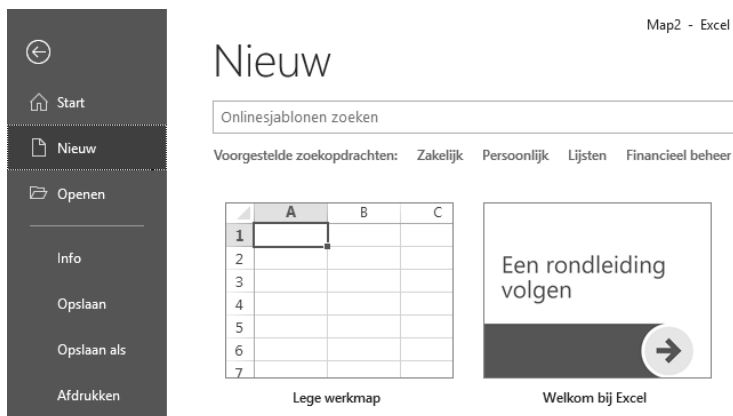 Map2 - Excel
Start
Nieuw
Openen
Info
Opslaan
Opslaan als
Afdrukken
Nieuw
Onlinesjablonen zoeken
Voorgestelde zoekopdrachten: Zakelijk Persoonlijk Lijsten Financieel beheer
A B C
1
2
3
4
5
6
7
Lege werkmap
Een rondleiding
volgen
Welkom bij Excel